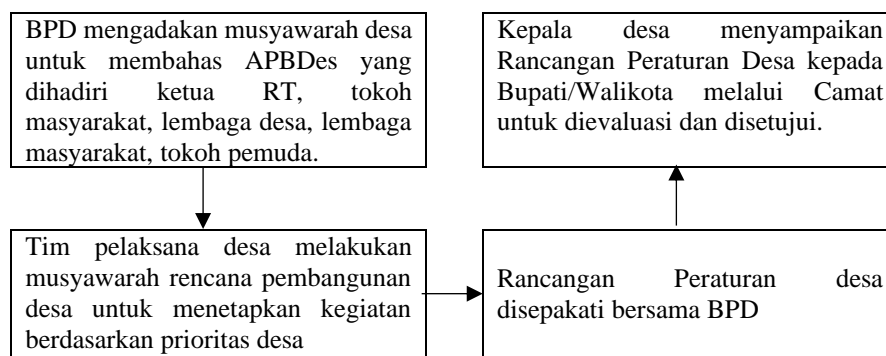 BPD mengadakan musyawarah desa
untuk membahas APBDes yang
dihadiri ketua RT, tokoh
masyarakat, lembaga desa, lembaga
masyarakat, tokoh pemuda.
Tim pelaksana desa melakukan
musyawarah rencana pembangunan
desa untuk menetapkan kegiatan
berdasarkan prioritas desa
Rancangan Peraturan desa
disepakati bersama BPD
Kepala desa menyampaikan
Rancangan Peraturan Desa kepada
Bupati/Walikota melalui Camat
untuk dievaluasi dan disetujui.